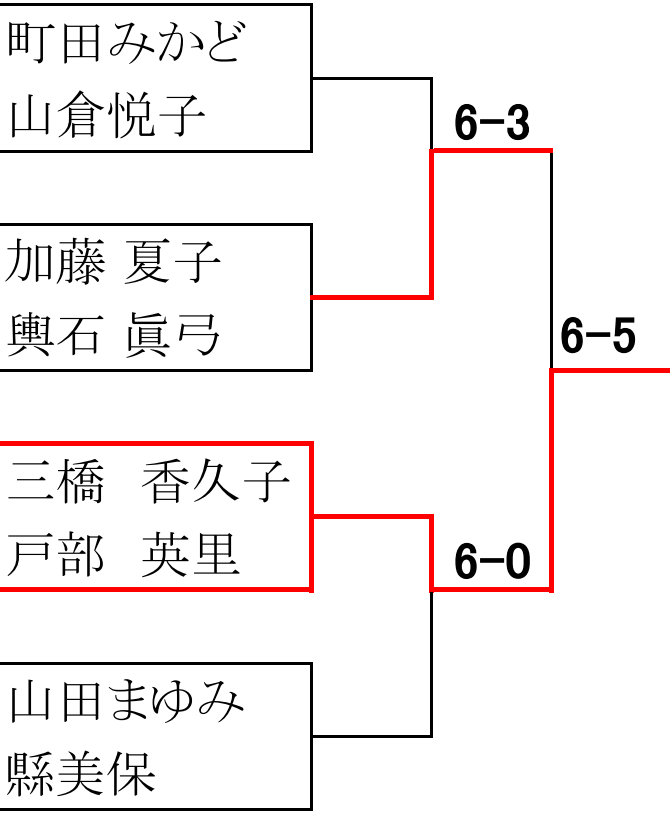 町田みかど
山倉悦子
6-3
加藤 夏子
輿石 眞弓
6-5
三橋　香久子
戸部　英里
6-0
山田まゆみ
縣美保